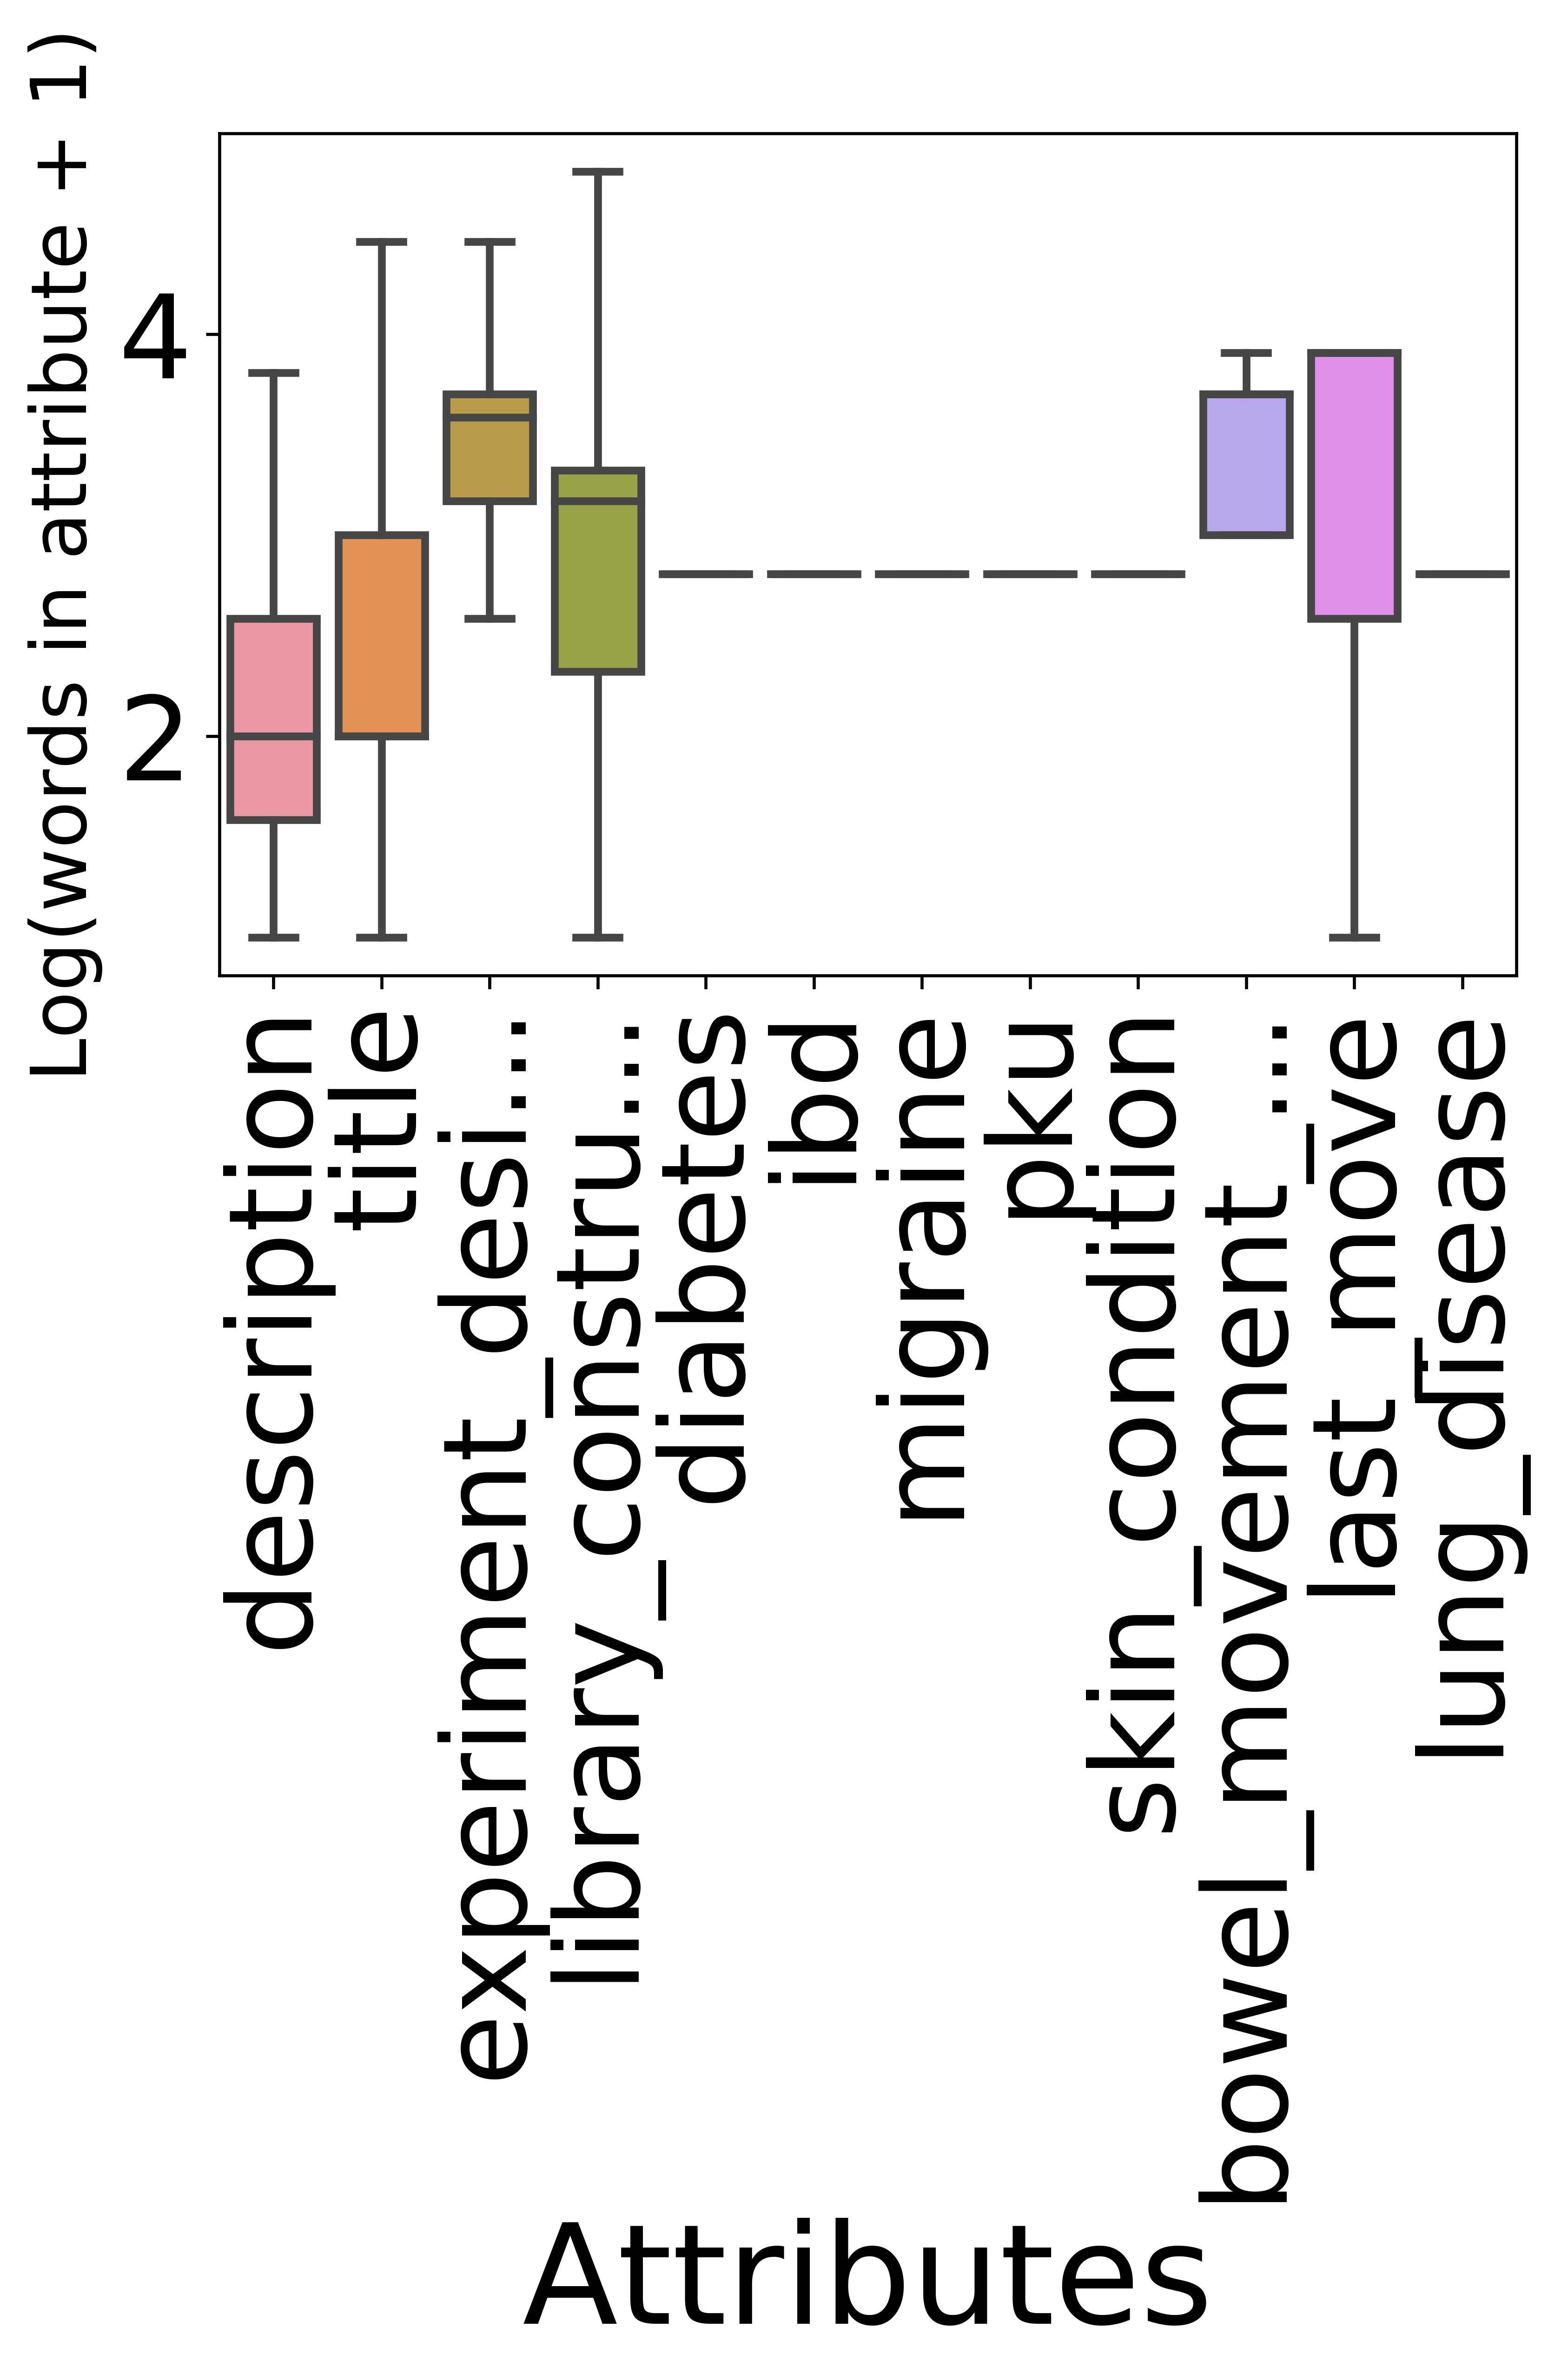 Log(words in attribute + 1)
4
2
description
title
experiment_desi...
library_constru...
diabetes
ibd
migraine
pku
skin_condition
bowel_movement_...
last_move
lung_disease
Attributes